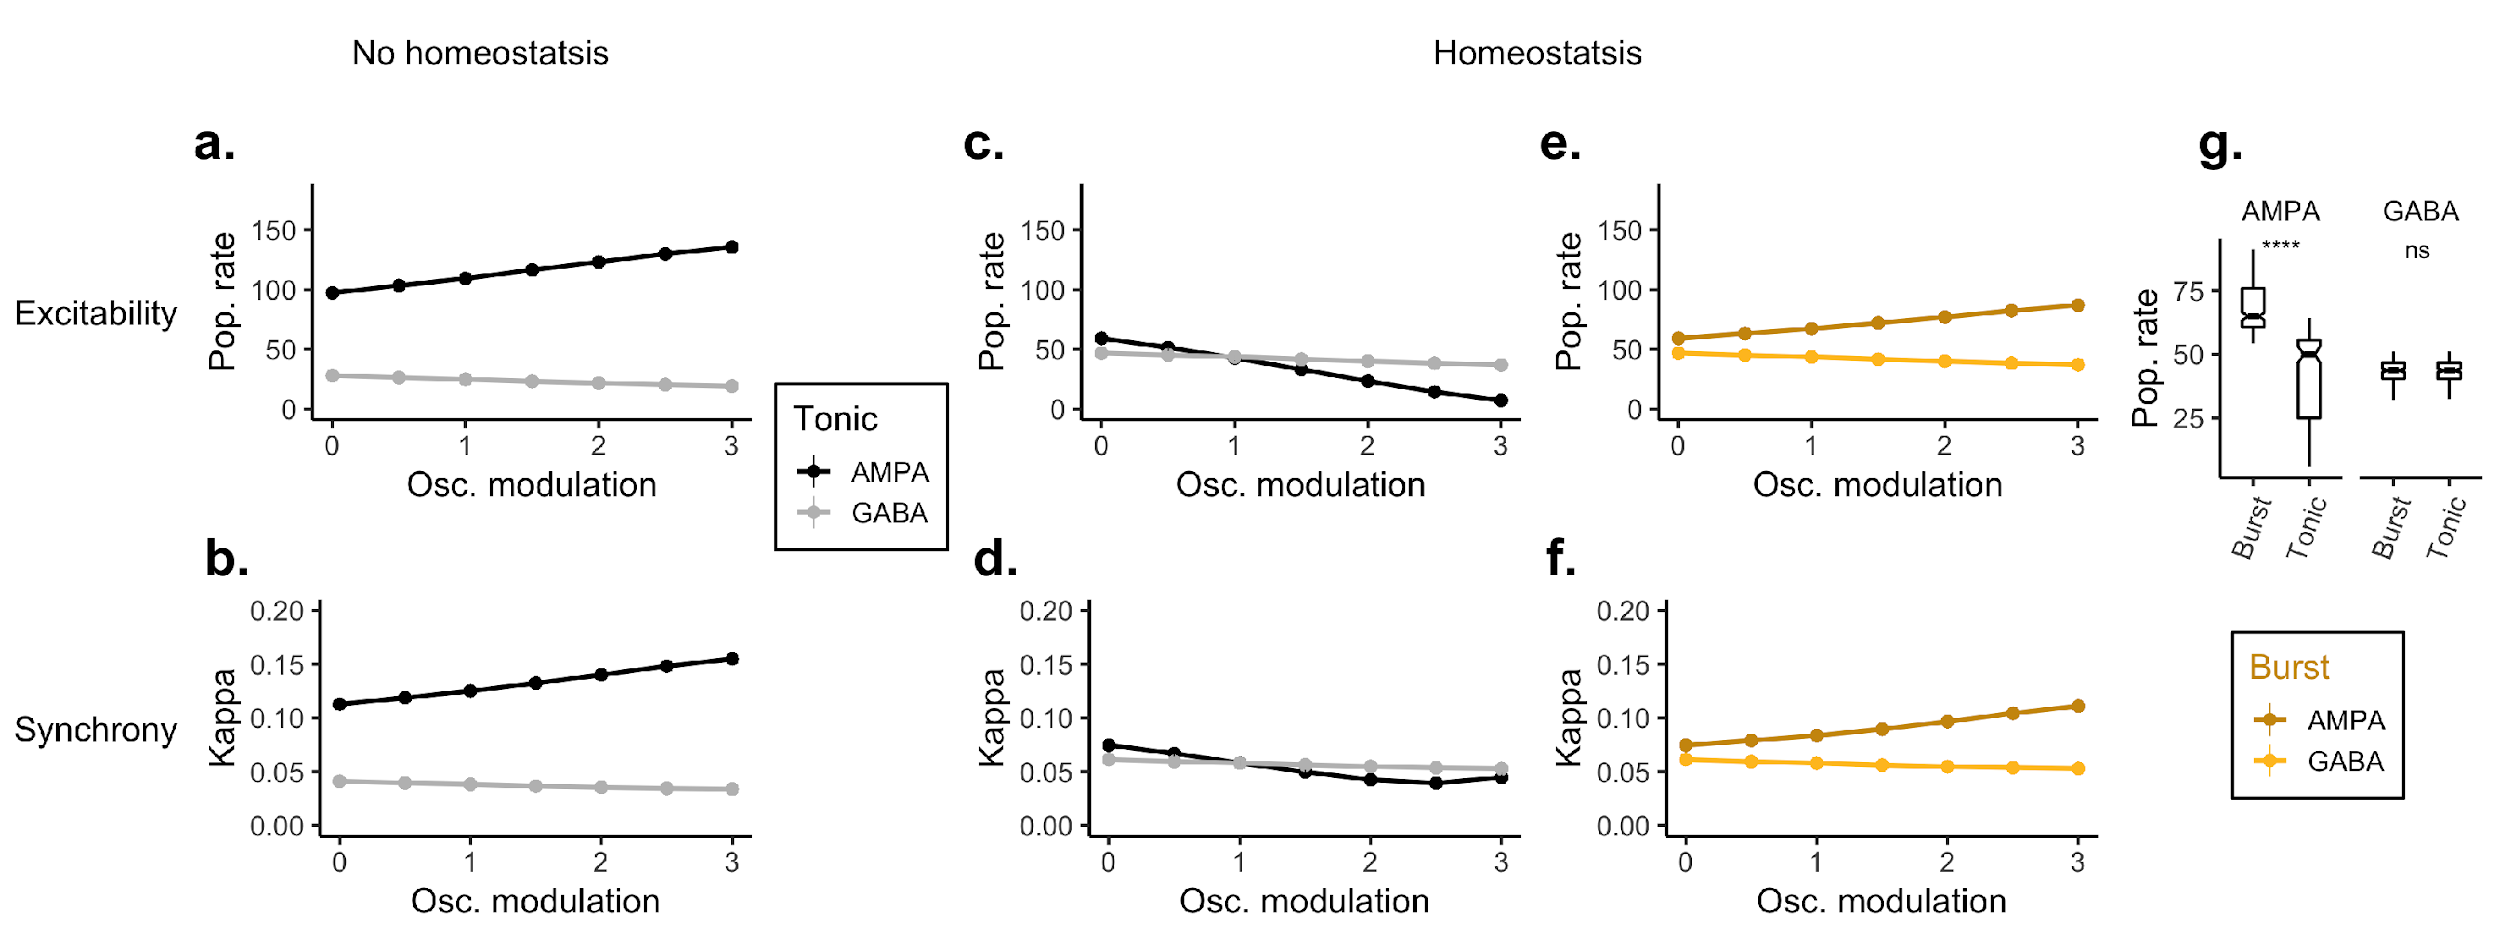 No homeostatsis
Homeostatsis
Excitability
Synchrony
a.
Pop. rate
150
100
50
0
0 1 2 3
Osc. modulation
b.
Kappa
0.20
0.15
0.10
0.05
0.00
0 1 2 3
Osc. modulation
Tonic
AMPA
GABA
c.
Pop. rate
150
100
50
0
0 1 2 3
Osc. modulation
d.
Kappa
0.20
0.15
0.10
0.05
0.00
0 1 2 3
Osc. modulation
e.
Pop. rate
150
100
50
0
0 1 2 3
Osc. modulation
f.
Kappa
0.20
0.15
0.10
0.05
0.00
0 1 2 3
Osc. modulation
g.
AMPA GABA
**** ns
Pop. rate
75
50
25
Burst Tonic Burst Tonic
Burst
AMPA
GABA